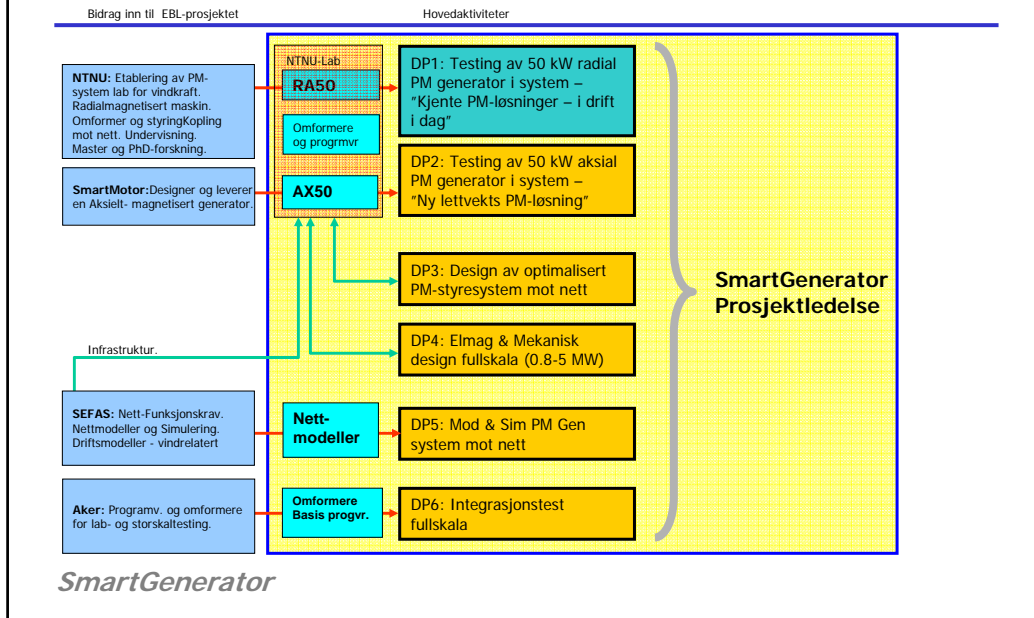 Bidrag inn til EBL-prosjektet
Hovedaktiviteter
NTNU: Etablering av PM-
system lab for vindkraft.
Radialmagnetisert maskin.
Omformer og styringKopling
mot nett. Undervisning.
Master og PhD-forskning.
NTNU-Lab
RA50
Omformere
og progrmvr
AX50
DP1: Testing av 50 kW radial
PM generator i system –
"Kjente PM-løsninger – i drift
i dag"
SmartMotor:Designer og leverer
en Aksielt- magnetisert generator.
DP2: Testing av 50 kW aksial
PM generator i system –
"Ny lettvekts PM-løsning"
DP3: Design av optimalisert
PM-styresystem mot nett
SmartGenerator
Prosjektledelse
DP4: Elmag & Mekanisk
design fullskala (0.8-5 MW)
Infrastruktur.
SEFAS: Nett-Funksjonskrav.
Nettmodeller og Simulering.
Driftsmodeller - vindrelatert
Nett-
modeller
DP5: Mod & Sim PM Gen
system mot nett
Aker: Programv. og omformere
for lab- og storskaltesting.
Omformere
Basis progvr.
DP6: Integrasjonstest
fullskala
SmartGenerator